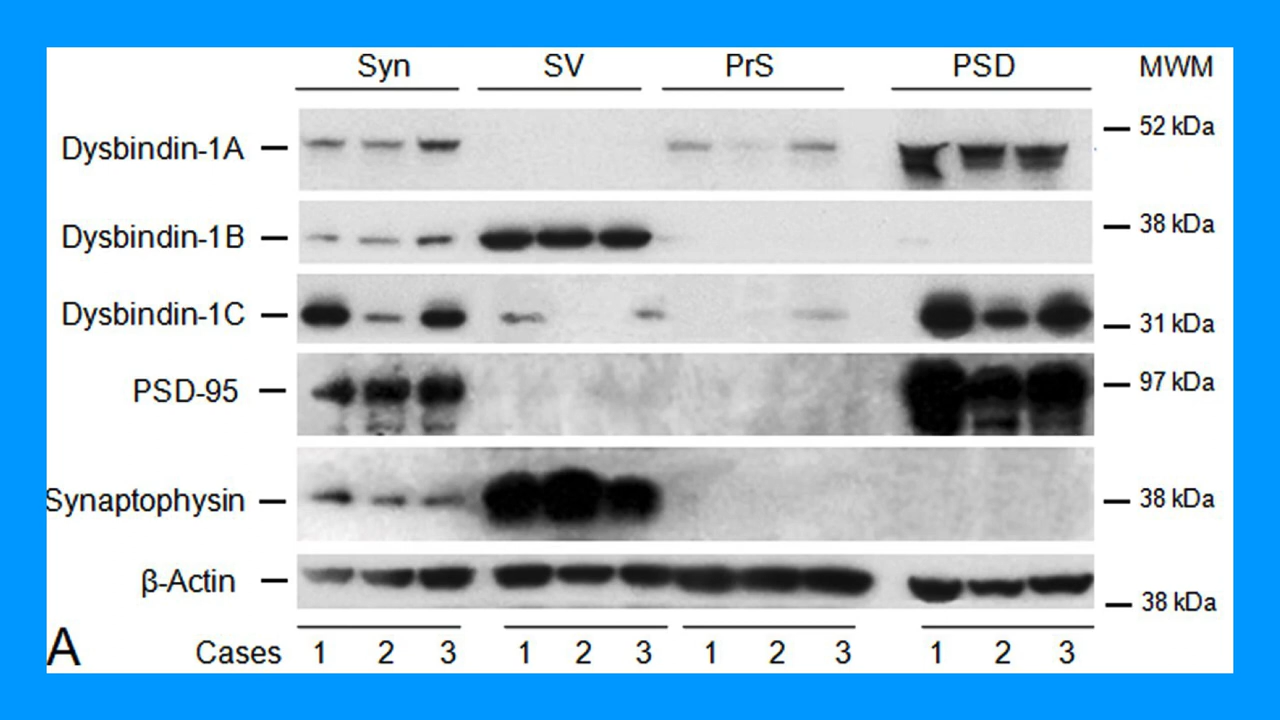 Syn SV PrS PSD MWM
Dysbindin-1A 52 kDa
Dysbindin-1B 38 kDa
Dysbindin-1C 31 kDa
PSD-95 97 kDa
Synaptophysin 38 kDa
β-Actin 38 kDa
A Cases 1 2 3 1 2 3 1 2 3 1 2 3